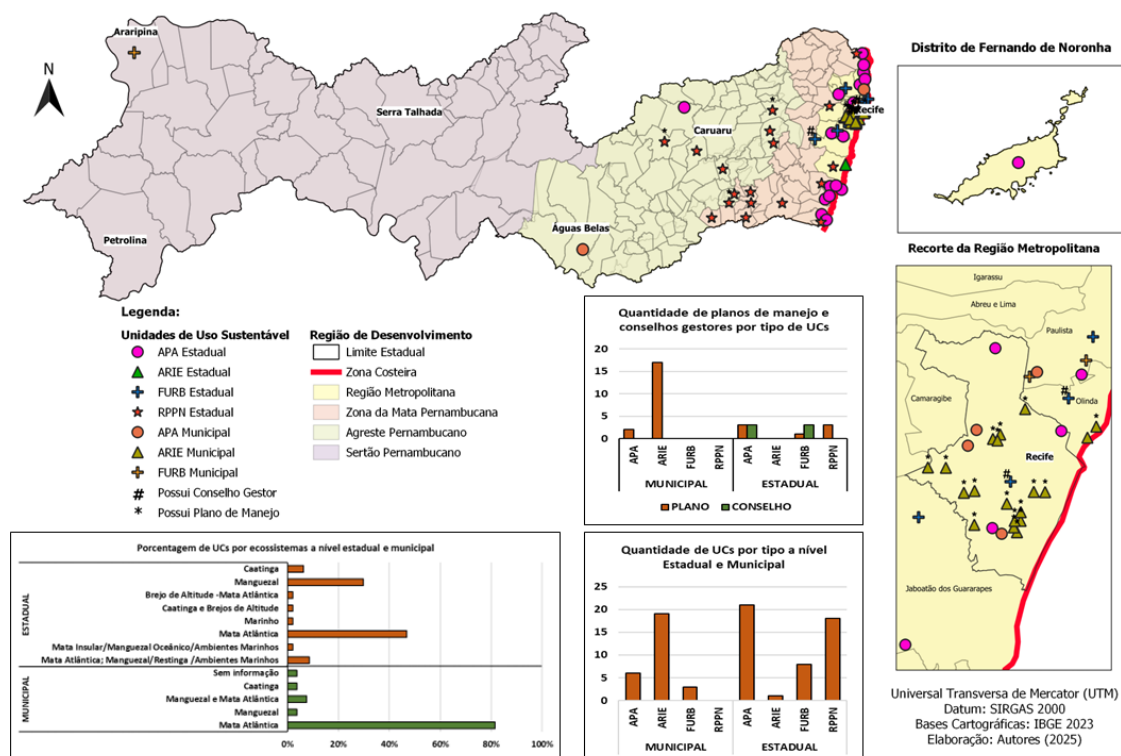 Araripina
N
Serra Talhada
Caruaru
Recife
#
Águas Belas
Petrolina
Distrito de Fernando de Noronha
Recorte da Região Metropolitana
Igarassu
Abreu e Lima
Paulista
Camaragibe
#
Olinda
Recife
#
Jaboatão dos Guararapes
Legenda:
Unidades de Uso Sustentável
APA Estadual
ARIE Estadual
FURB Estadual
RPPN Estadual
APA Municipal
ARIE Municipal
FURB Municipal
# Possui Conselho Gestor
* Possui Plano de Manejo
Região de Desenvolvimento
Limite Estadual
Zona Costeira
Região Metropolitana
Zona da Mata Pernambucana
Agreste Pernambucano
Sertão Pernambucano
Quantidade de planos de manejo e
conselhos gestores por tipo de UCs
20
15
10
5
0
APA
ARIE
FURB
RPPN
APA
ARIE
FURB
RPPN
MUNICIPAL
ESTADUAL
PLANO
CONSELHO
Porcentagem de UCs por ecossistemas a nível estadual e municipal
ESTADUAL
Caatinga
Manguezal
Brejo de Altitude -Mata Atlântica
Caatinga e Brejos de Altitude
Marinho
Mata Atlântica
Mata Insular/Manguezal Oceânico/Ambientes Marinhos
Mata Atlântica; Manguezal/Restinga /Ambientes Marinhos
MUNICIPAL
Sem informação
Caatinga
Manguezal e Mata Atlântica
Manguezal
Mata Atlântica
0%
20%
40%
60%
80%
100%
Quantidade de UCs por tipo a nível
Estadual e Municipal
25
20
15
10
5
0
APA
ARIE
FURB
RPPN
APA
ARIE
FURB
RPPN
MUNICIPAL
ESTADUAL
Universal Transversa de Mercator (UTM)
Datum: SIRGAS 2000
Bases Cartográficas: IBGE 2023
Elaboração: Autores (2025)